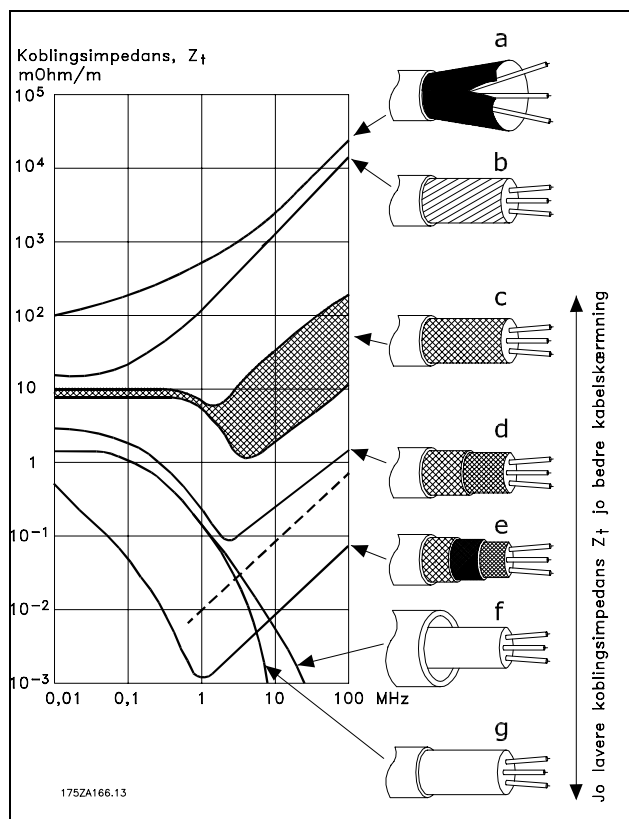 Koblingsimpedans, Zt
mOhm/m
10⁵
10⁴
10³
10²
10
1
10⁻¹
10⁻²
10⁻³
0,01 0,1 1 10 100 MHz
a
b
c
d
e
f
g
Jo lavere koblingsimpedans Zt jo bedre kabelskærmning
175ZA166.13